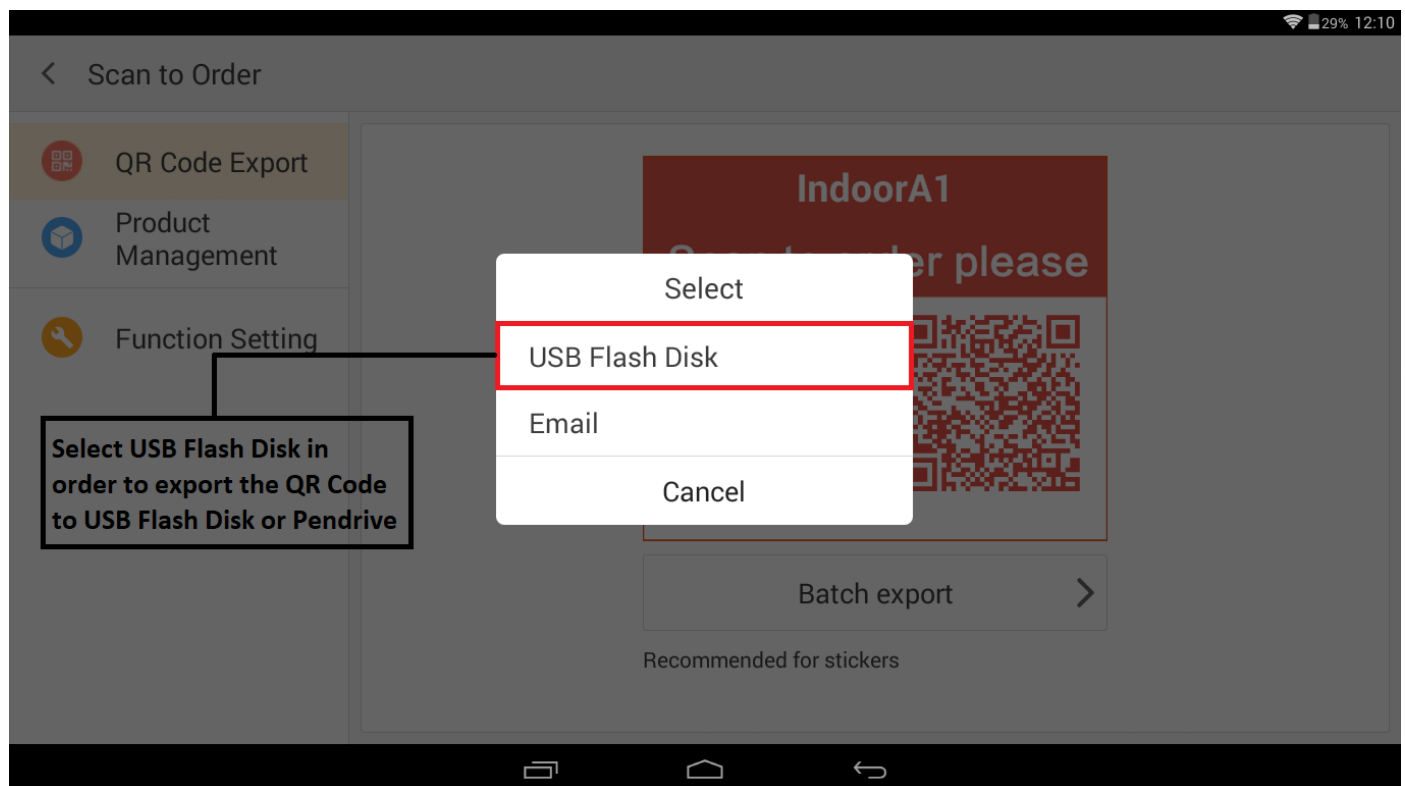 29% 12:10
Scan to Order
QR Code Export
Product
Management
Function Setting
IndoorA1
please
Select
USB Flash Disk
Email
Cancel
Select USB Flash Disk in
order to export the QR Code
to USB Flash Disk or Pendrive
Batch export
Recommended for stickers